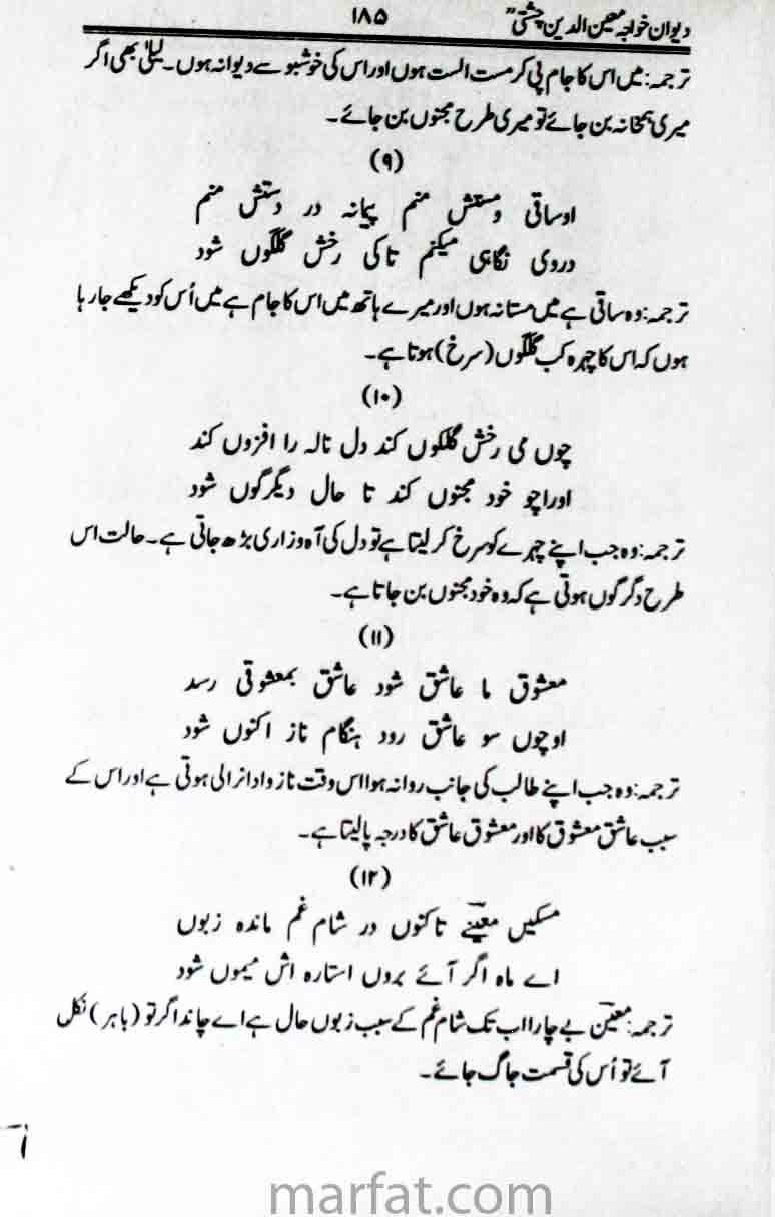 دیوان خواجہ معین الدین چشتیؒ ۱۸۵
ترجمہ: میں اس کا جام پی کر مست الست ہوں اور اس کی خوشبو سے دیوانہ ہوں۔ لیلیٰ بھی اگر
میری ہمخانہ بن جائے تو میری طرح مجنوں بن جائے۔
(۹)
اوساقی ومستش منم پیمانہ در دستش منم
دروی نگاہی میکنم تاکی رخش گلگوں شود
ترجمہ: وہ ساقی ہے میں مستانہ ہوں اور میرے ہاتھ میں اس کا جام ہے میں اُس کو دیکھے جا رہا
ہوں کہ اس کا چہرہ کب گلگوں (سرخ) ہوتا ہے۔
(۱۰)
چوں می رخش گلگوں کند دل نالہ را افزوں کند
اوراچو خود مجنوں کند تا حال دیگرگوں شود
ترجمہ: وہ جب اپنے چہرے کو سرخ کر لیتا ہے تو دل کی آہ و زاری بڑھ جاتی ہے۔ حالت اس
طرح دگرگوں ہوتی ہے کہ وہ خود مجنوں بن جاتا ہے۔
(۱۱)
معشوق ما عاشق شود عاشق بمعشوقی رسد
اوچوں سو عاشق رود ہنگام ناز اکنوں شود
ترجمہ: وہ جب اپنے طالب کی جانب روانہ ہوا اس وقت ناز و ادا نرالی ہوتی ہے اور اس کے
سبب عاشق معشوق کا اور معشوق عاشق کا درجہ پالیتا ہے۔
(۱۲)
مسکیں معینے تاکنوں در شام غم ماندہ زبوں
اے ماہ اگر آئے بروں استارہ اش میموں شود
ترجمہ: معین بے چارا اب تک شام غم کے سبب زبوں حال ہے اے چاند اگر تو (باہر) نکل
آئے تو اُس کی قسمت جاگ جائے۔
marfat.com